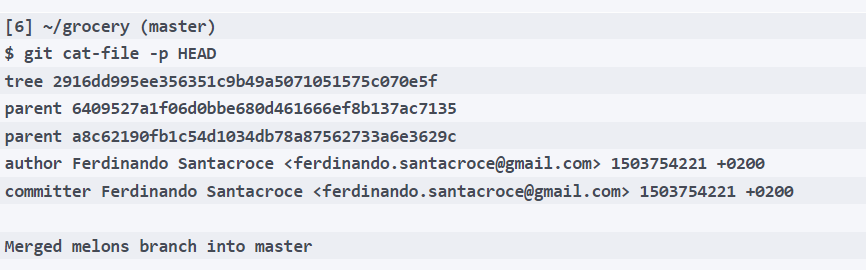 [6] ~/grocery (master)
$ git cat-file -p HEAD
tree 2916dd995ee356351c9b49a5071051575c070e5f
parent 6409527a1f06d0bbe680d461666ef8b137ac7135
parent a8c62190fb1c54d1034db78a87562733a6e3629c
author Ferdinando Santacroce <ferdinando.santacroce@gmail.com> 1503754221 +0200
committer Ferdinando Santacroce <ferdinando.santacroce@gmail.com> 1503754221 +0200
Merged melons branch into master